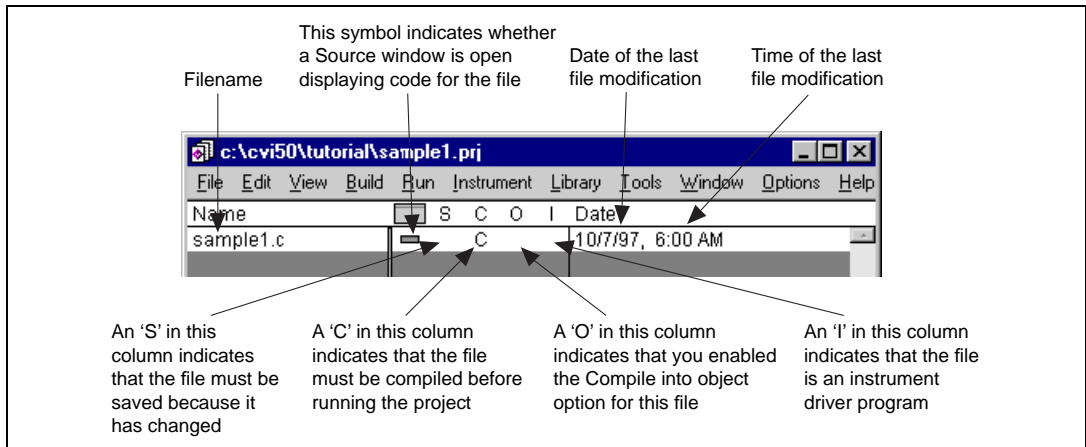 This symbol indicates whether
a Source window is open
displaying code for the file
Filename
Date of the last
file modification
Time of the last
file modification
c:\cvi50\tutorial\sample1.prj
File Edit View Build Run Instrument Library Tools Window Options Help
Name S C O I Date
sample1.c C 10/7/97, 6:00 AM
An ‘S’ in this
column indicates
that the file must be
saved because it
has changed
A ‘C’ in this column
indicates that the file
must be compiled before
running the project
A ‘O’ in this column
indicates that you enabled
the Compile into object
option for this file
An ‘I’ in this column
indicates that the file
is an instrument
driver program